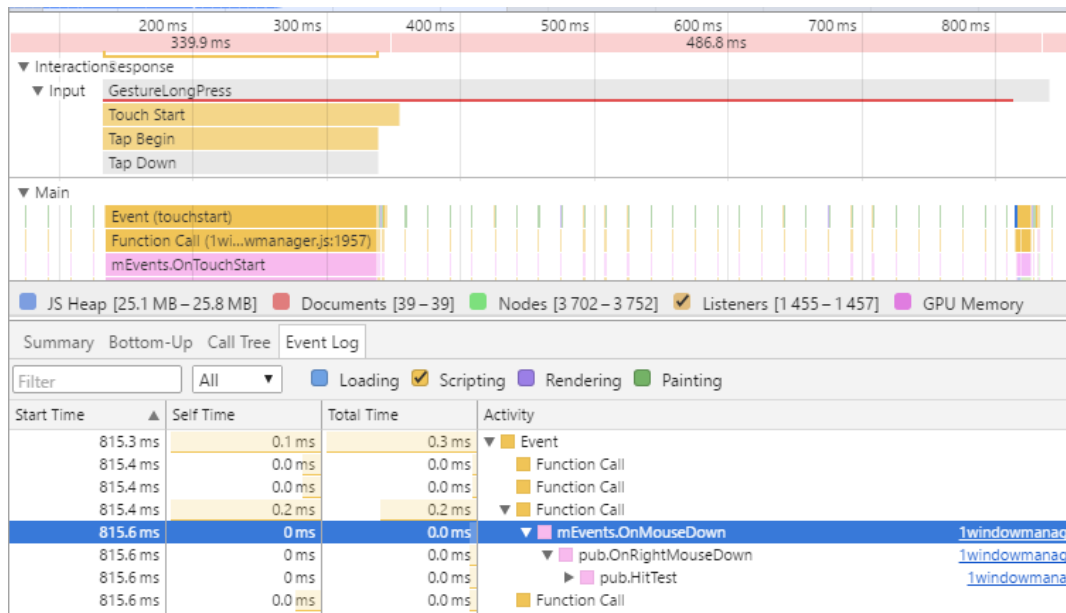 200 ms 300 ms 400 ms 500 ms 600 ms 700 ms 800 ms
339.9 ms 486.8 ms
▼ Interactions Response
▼ Input GestureLongPress
Touch Start
Tap Begin
Tap Down
▼ Main
Event (touchstart)
Function Call (1wi...wmanager.js:1957)
mEvents.OnTouchStart
JS Heap [25.1 MB – 25.8 MB] Documents [39 – 39] Nodes [3 702 – 3 752] Listeners [1 455 – 1 457] GPU Memory
Summary Bottom-Up Call Tree Event Log
Filter All ▼ Loading Scripting Rendering Painting
Start Time ▲ Self Time Total Time Activity
815.3 ms 0.1 ms 0.3 ms ▼ Event
815.4 ms 0.0 ms 0.0 ms Function Call
815.4 ms 0.0 ms 0.0 ms Function Call
815.4 ms 0.2 ms 0.2 ms ▼ Function Call
815.6 ms 0 ms 0.0 ms ▼ mEvents.OnMouseDown 1windowmanag
815.6 ms 0 ms 0.0 ms ▼ pub.OnRightMouseDown 1windowmanag
815.6 ms 0 ms 0.0 ms ▶ pub.HitTest 1windowmana
815.6 ms 0.0 ms 0.0 ms Function Call